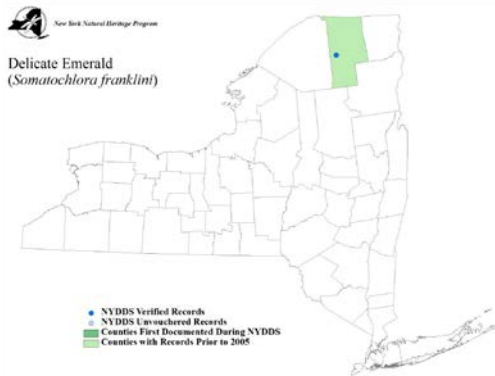 New York Natural Heritage Program
Delicate Emerald
(Somatochlora franklini)
NYDDS Verified Records
NYDDS Unvouchered Records
Counties First Documented During NYDDS
Counties with Records Prior to 2005